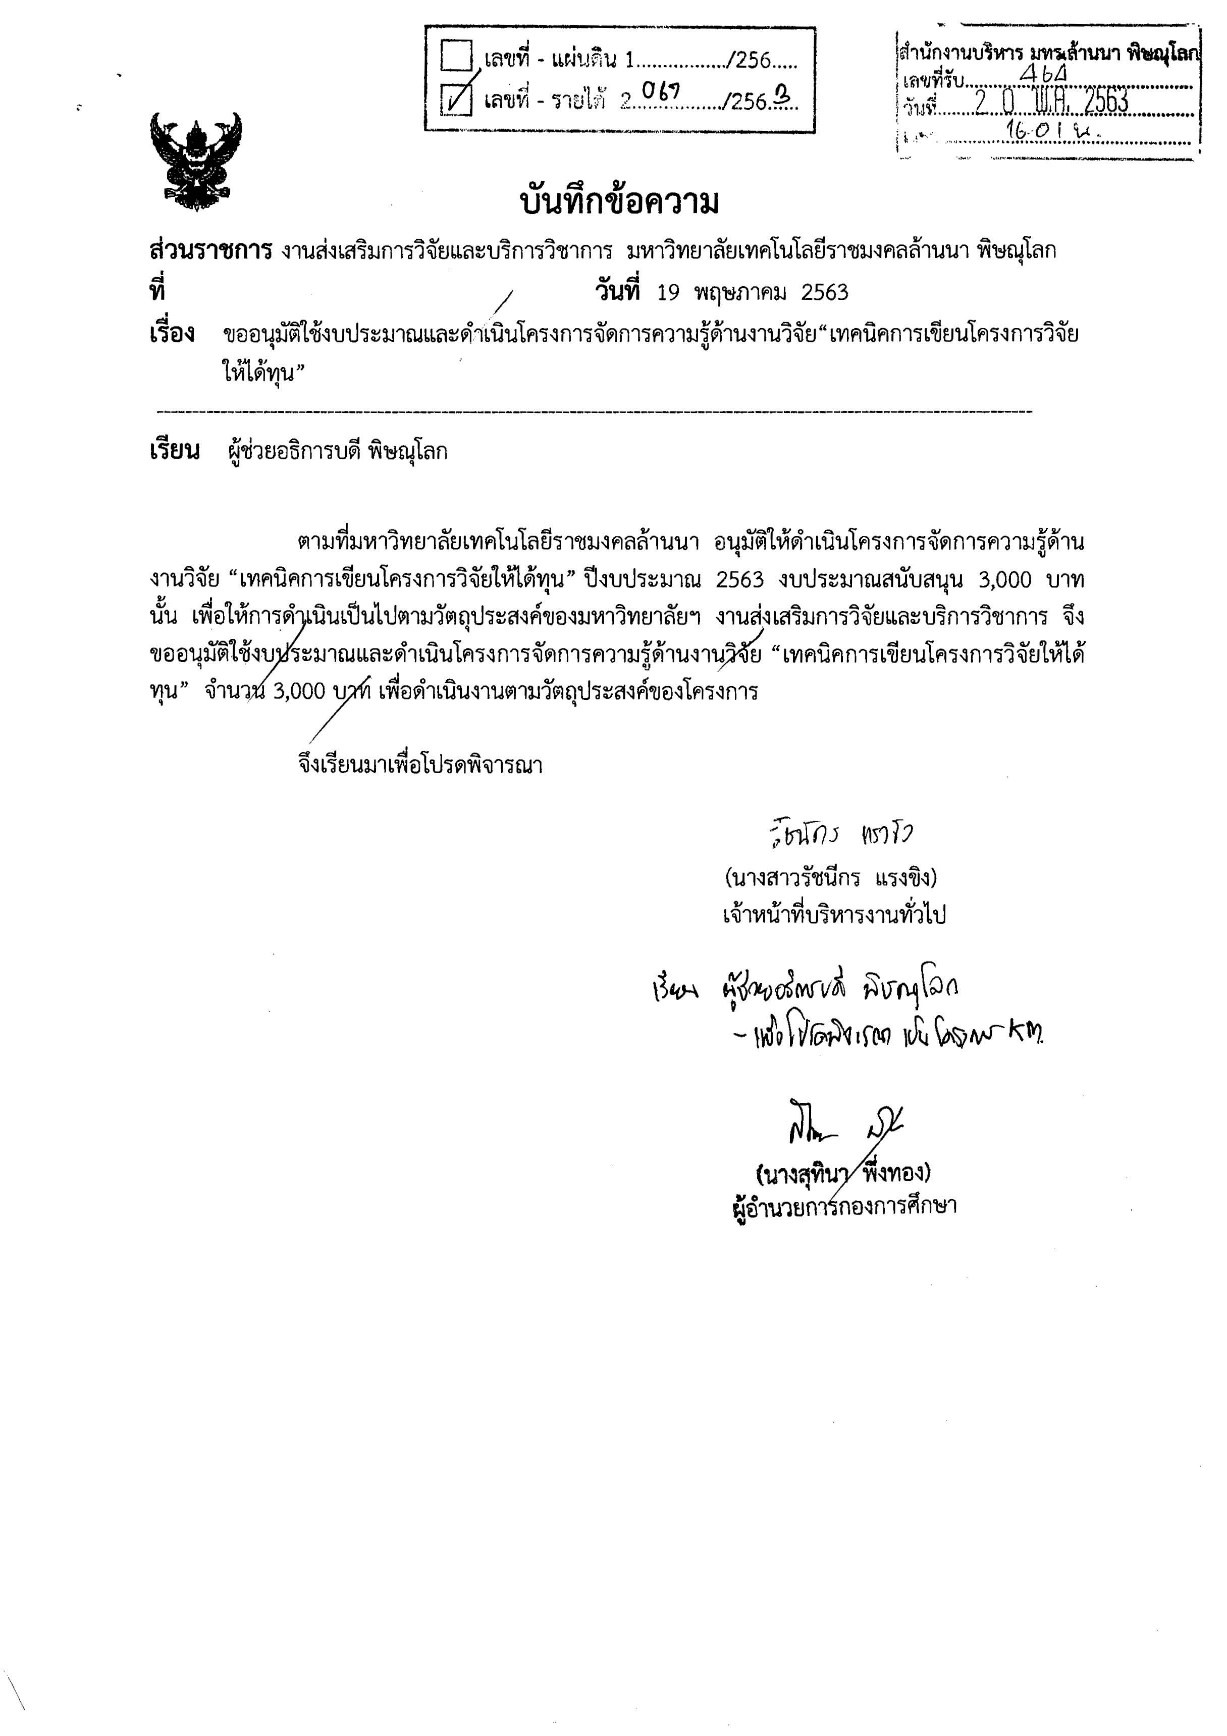 เลขที่ - แผ่นดิน 1................/256.....
เลขที่ - รายได้ 2 067 ......../256.3..
สำนักงานบริหาร มทร.ล้านนา พิษณุโลก
เลขที่รับ........464........
วันที่........2 0 พ.ค. 2563........
16.01 น.
บันทึกข้อความ
ส่วนราชการ งานส่งเสริมการวิจัยและบริการวิชาการ มหาวิทยาลัยเทคโนโลยีราชมงคลล้านนา พิษณุโลก
ที่ วันที่ 19 พฤษภาคม 2563
เรื่อง ขออนุมัติใช้งบประมาณและดำเนินโครงการจัดการความรู้ด้านงานวิจัย“เทคนิคการเขียนโครงการวิจัย
ให้ได้ทุน”
เรียน ผู้ช่วยอธิการบดี พิษณุโลก
ตามที่มหาวิทยาลัยเทคโนโลยีราชมงคลล้านนา อนุมัติให้ดำเนินโครงการจัดการความรู้ด้าน
งานวิจัย “เทคนิคการเขียนโครงการวิจัยให้ได้ทุน” ปีงบประมาณ 2563 งบประมาณสนับสนุน 3,000 บาท
นั้น เพื่อให้การดำเนินเป็นไปตามวัตถุประสงค์ของมหาวิทยาลัยฯ งานส่งเสริมการวิจัยและบริการวิชาการ จึง
ขออนุมัติใช้งบประมาณและดำเนินโครงการจัดการความรู้ด้านงานวิจัย “เทคนิคการเขียนโครงการวิจัยให้ได้
ทุน” จำนวน 3,000 บาท เพื่อดำเนินงานตามวัตถุประสงค์ของโครงการ
จึงเรียนมาเพื่อโปรดพิจารณา
(นางสาวรัชนีกร แรงขิง)
เจ้าหน้าที่บริหารงานทั่วไป
เรียน ผู้ช่วยอธิการบดี พิษณุโลก
- เพื่อโปรดพิจารณา เป็นโครงการ KM
(นางสุทินา พึ่งทอง)
ผู้อำนวยการกองการศึกษา